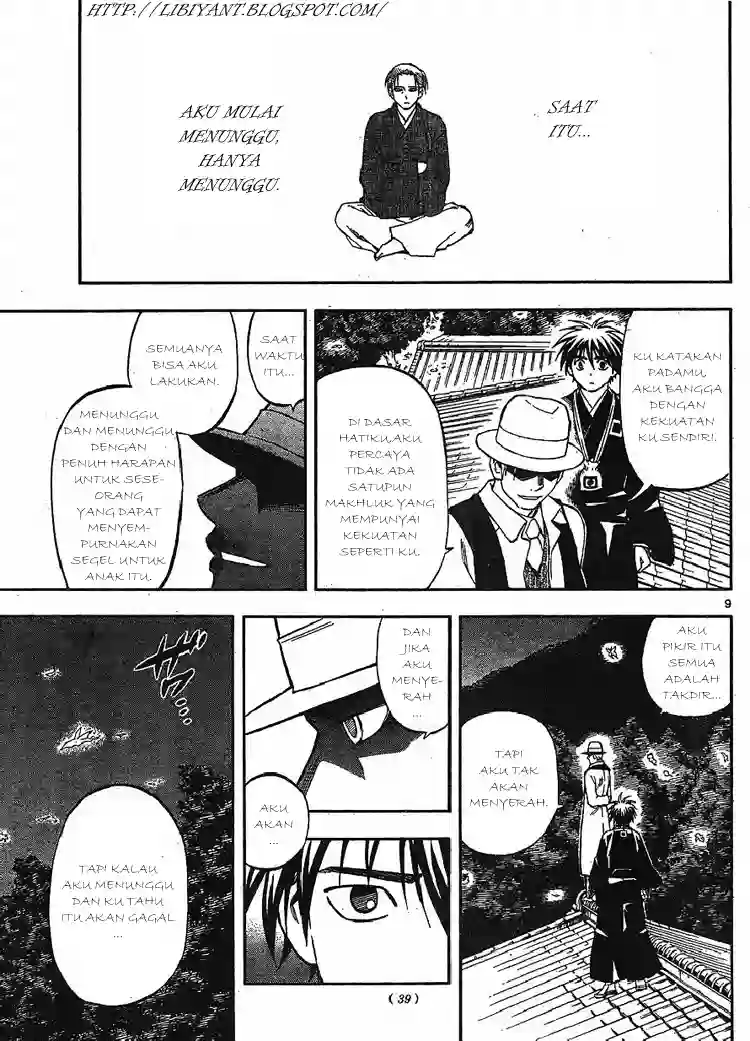 HTTP://LIBIYANT.BLOGSPOT.COM/
SAAT
ITU...
AKU MULAI
MENUNGGU,
HANYA
MENUNGGU.
KU KATAKAN
PADAMU,
AKU BANGGA
DENGAN
KEKUATAN
KU SENDIRI.
DI DASAR
HATIKU,AKU
PERCAYA
TIDAK ADA
SATUPUN
MAKHLUK YANG
MEMPUNYAI
KEKUATAN
SEPERTI KU.
SAAT
WAKTU
ITU...
SEMUANYA
BISA AKU
LAKUKAN.
MENUNGGU
DAN MENUNGGU
DENGAN
PENUH HARAPAN
UNTUK SESE-
ORANG
YANG DAPAT
MENYEM-
PURNAKAN
SEGEL UNTUK
ANAK ITU.
9
AKU
PIKIR ITU
SEMUA
ADALAH
TAKDIR...
TAPI
AKU TAK
AKAN
MENYERAH.
DAN
JIKA
AKU
MENYE-
RAH
...
AKU
AKAN
...
TAPI KALAU
AKU MENUNGGU
DAN KU TAHU
ITU AKAN GAGAL
...
(39)